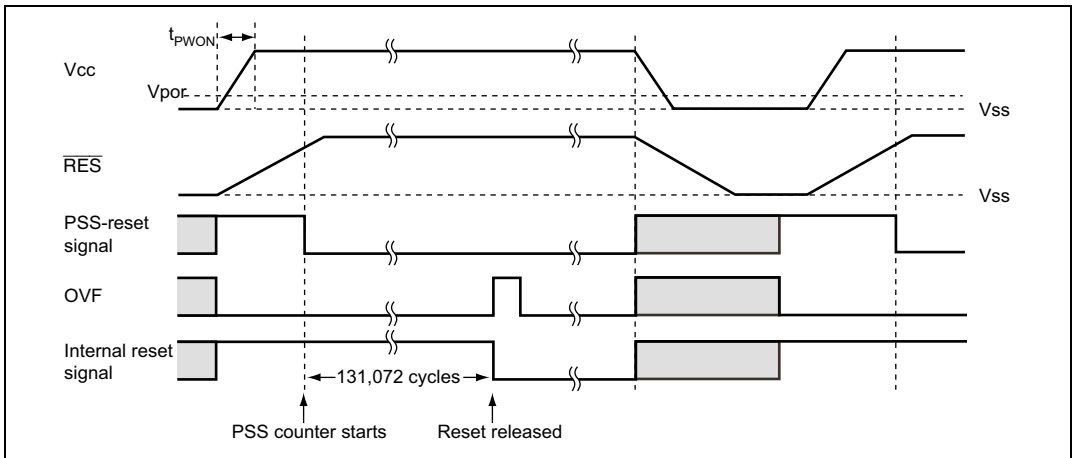 tPWON
Vcc
Vpor
Vss
RES
Vss
PSS-reset
signal
OVF
Internal reset
signal
131,072 cycles
PSS counter starts
Reset released